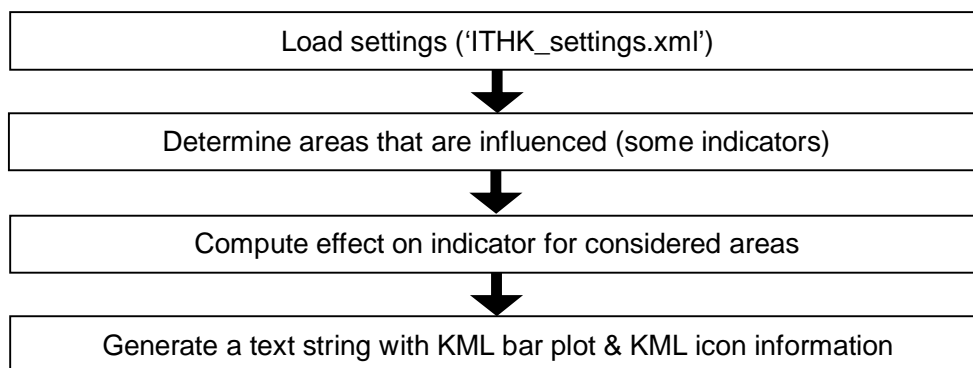 Load settings (‘ITHK_settings.xml’)
Determine areas that are influenced (some indicators)
Compute effect on indicator for considered areas
Generate a text string with KML bar plot & KML icon information